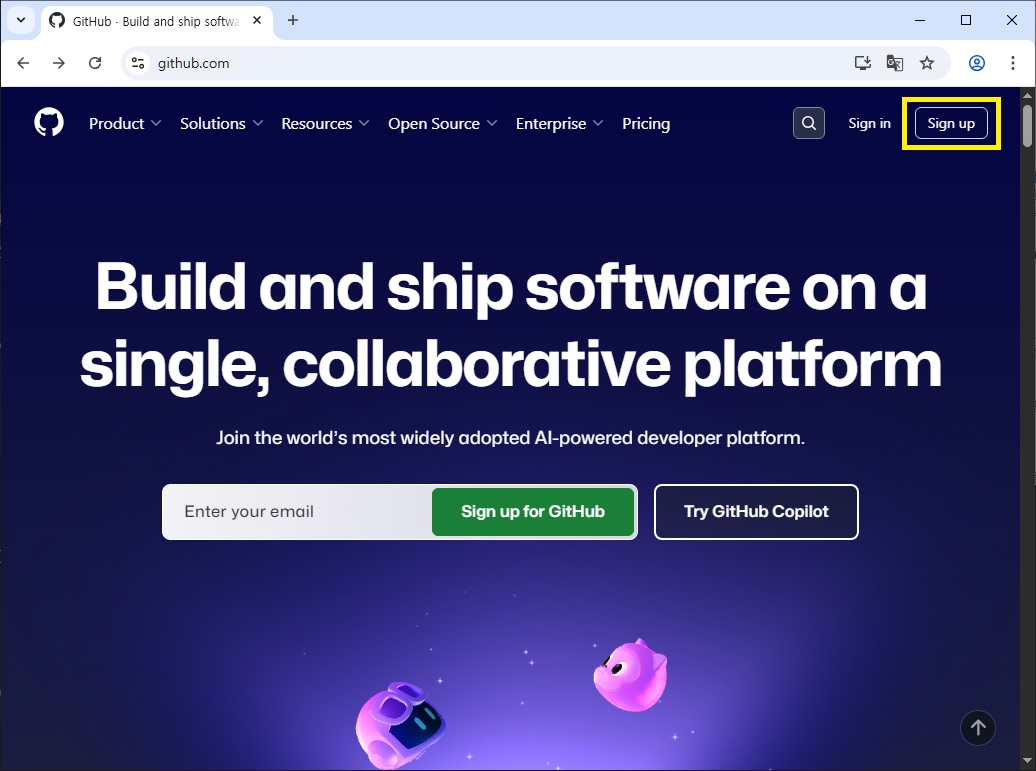 GitHub · Build and ship softwa
github.com
Product
Solutions
Resources
Open Source
Enterprise
Pricing
Sign in
Sign up
Build and ship software on a
single, collaborative platform
Join the world's most widely adopted AI-powered developer platform.
Enter your email
Sign up for GitHub
Try GitHub Copilot